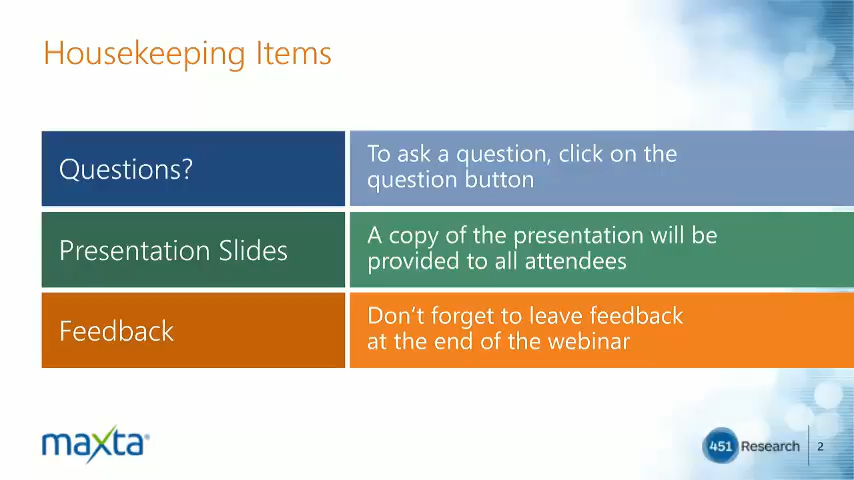 Housekeeping Items
Questions?
To ask a question, click on the
question button
Presentation Slides
A copy of the presentation will be
provided to all attendees
Feedback
Don't forget to leave feedback
at the end of the webinar
maxta®
451 Research
2